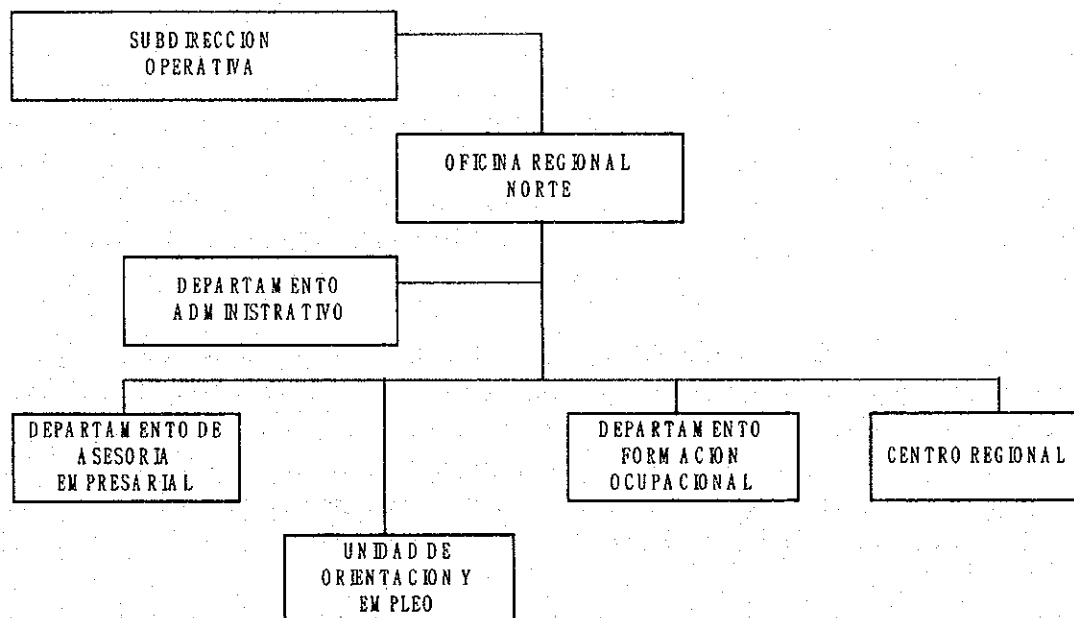 SUBDIRECCION
OPERATIVA
OFICINA REGIONAL
NORTE
DEPARTAMENTO
ADMINISTRATIVO
DEPARTAMENTO DE
ASESORIA
EMPRESARIAL
UNIDAD DE
ORIENTACION Y
EMPLEO
DEPARTAMENTO
FORMACION
OCUPACIONAL
CENTRO REGIONAL